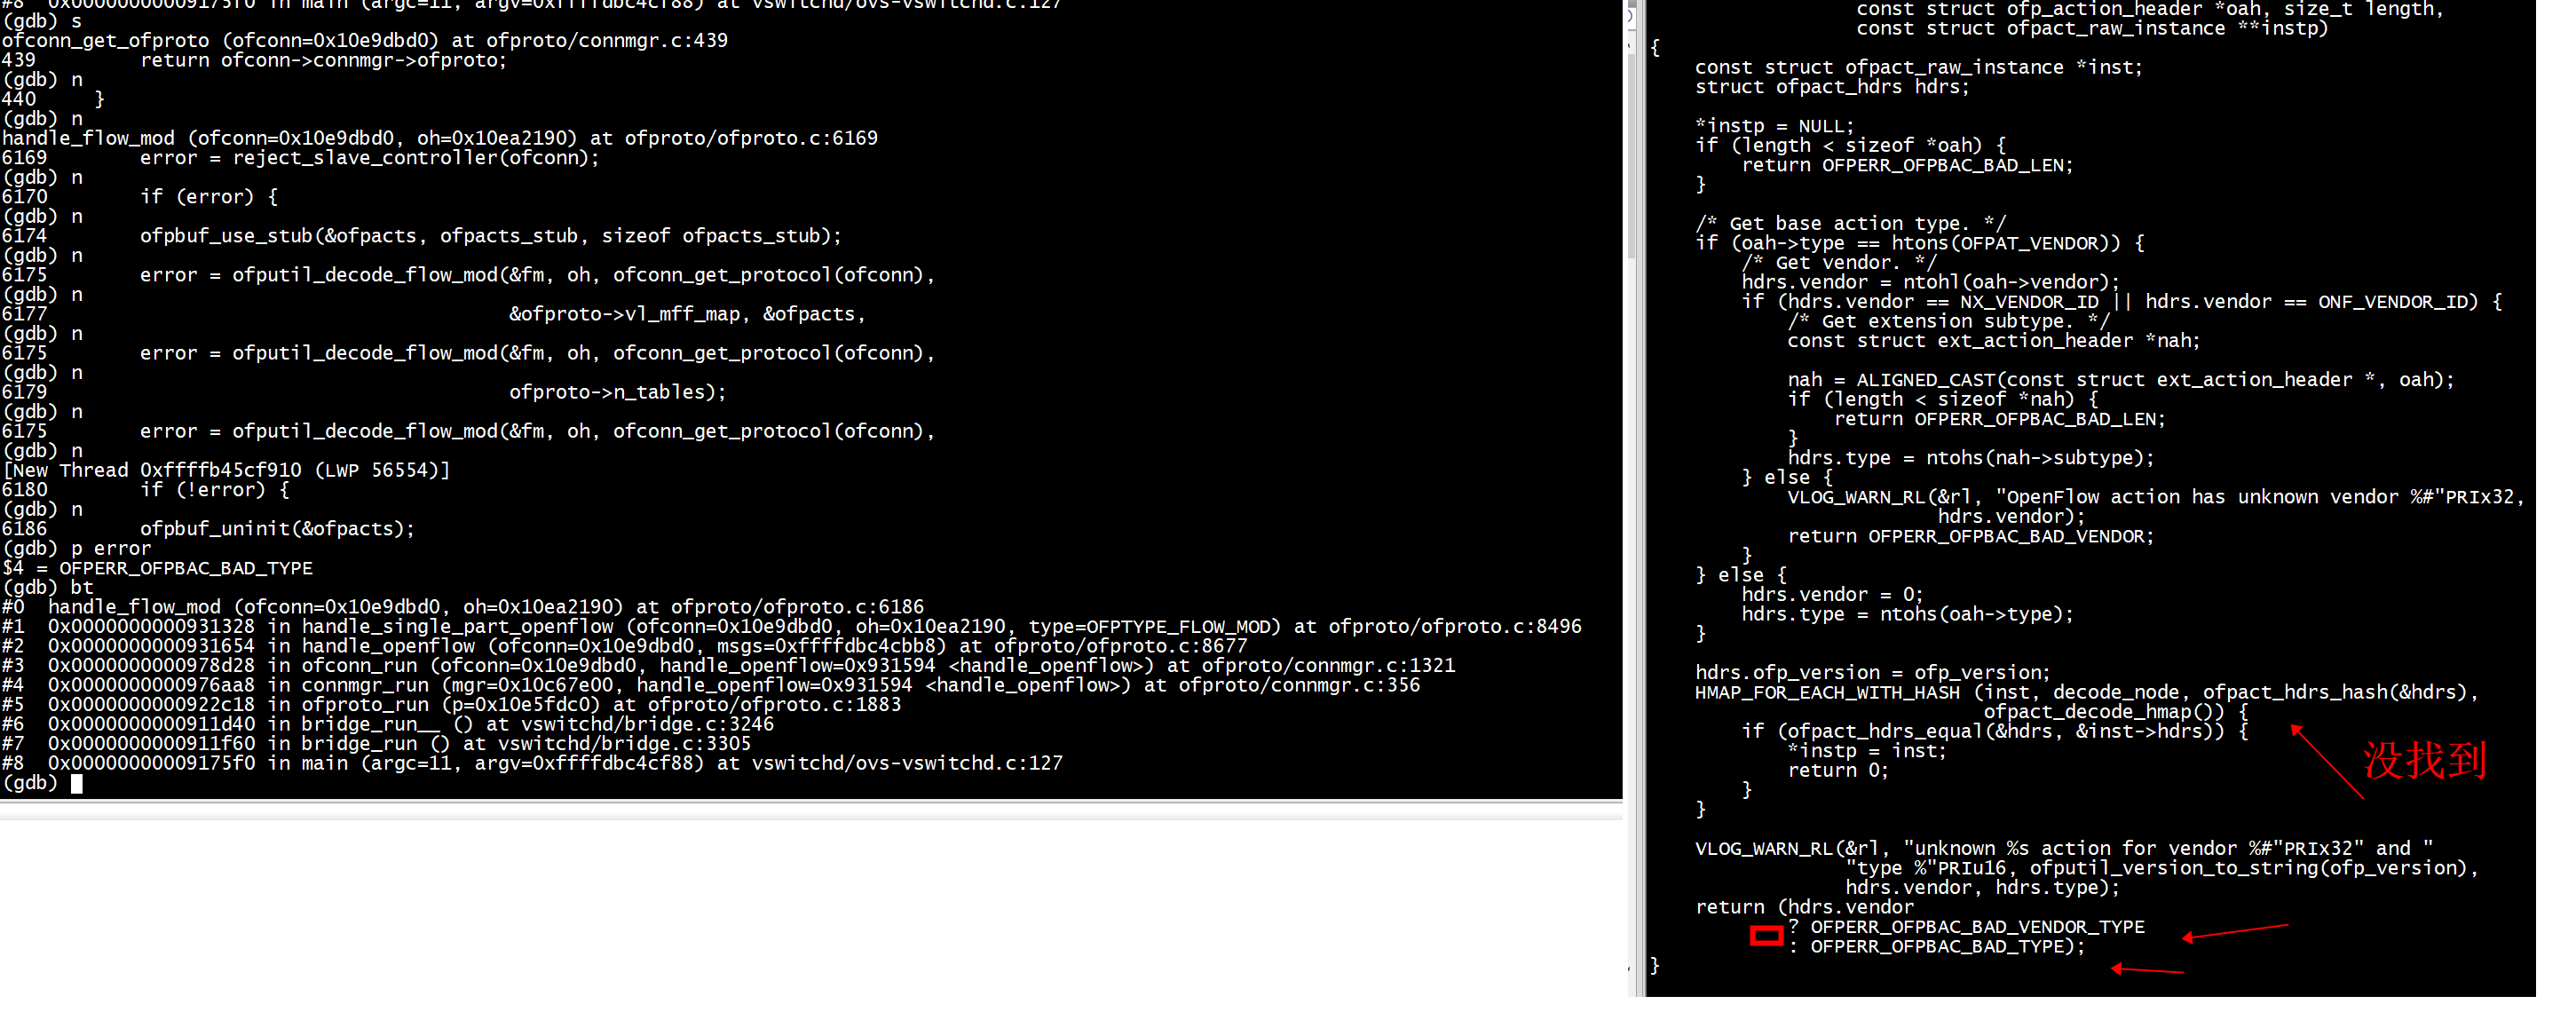 #8  0x00000000009175f0 in main (argc=11, argv=0xffffdbc4cf88) at vswitchd/ovs-vswitchd.c:127
(gdb) s
ofconn_get_ofproto (ofconn=0x10e9dbd0) at ofproto/connmgr.c:439
439         return ofconn->connmgr->ofproto;
(gdb) n
440     }
(gdb) n
handle_flow_mod (ofconn=0x10e9dbd0, oh=0x10ea2190) at ofproto/ofproto.c:6169
6169        error = reject_slave_controller(ofconn);
(gdb) n
6170        if (error) {
(gdb) n
6174        ofpbuf_use_stub(&ofpacts, ofpacts_stub, sizeof ofpacts_stub);
(gdb) n
6175        error = ofputil_decode_flow_mod(&fm, oh, ofconn_get_protocol(ofconn),
(gdb) n
6177                                        &ofproto->vl_mff_map, &ofpacts,
(gdb) n
6175        error = ofputil_decode_flow_mod(&fm, oh, ofconn_get_protocol(ofconn),
(gdb) n
6179                                        ofproto->n_tables);
(gdb) n
6175        error = ofputil_decode_flow_mod(&fm, oh, ofconn_get_protocol(ofconn),
(gdb) n
[New Thread 0xffffb45cf910 (LWP 56554)]
6180        if (!error) {
(gdb) n
6186        ofpbuf_uninit(&ofpacts);
(gdb) p error
$4 = OFPERR_OFPBAC_BAD_TYPE
(gdb) bt
#0  handle_flow_mod (ofconn=0x10e9dbd0, oh=0x10ea2190) at ofproto/ofproto.c:6186
#1  0x0000000000931328 in handle_single_part_openflow (ofconn=0x10e9dbd0, oh=0x10ea2190, type=OFPTYPE_FLOW_MOD) at ofproto/ofproto.c:8496
#2  0x0000000000931654 in handle_openflow (ofconn=0x10e9dbd0, msgs=0xffffdbc4cbb8) at ofproto/ofproto.c:8677
#3  0x0000000000978d28 in ofconn_run (ofconn=0x10e9dbd0, handle_openflow=0x931594 <handle_openflow>) at ofproto/connmgr.c:1321
#4  0x0000000000976aa8 in connmgr_run (mgr=0x10c67e00, handle_openflow=0x931594 <handle_openflow>) at ofproto/connmgr.c:356
#5  0x0000000000922c18 in ofproto_run (p=0x10e5fdc0) at ofproto/ofproto.c:1883
#6  0x0000000000911d40 in bridge_run__ () at vswitchd/bridge.c:3246
#7  0x0000000000911f60 in bridge_run () at vswitchd/bridge.c:3305
#8  0x00000000009175f0 in main (argc=11, argv=0xffffdbc4cf88) at vswitchd/ovs-vswitchd.c:127
(gdb)
const struct ofp_action_header *oah, size_t length,
const struct ofpact_raw_instance **instp)
{
    const struct ofpact_raw_instance *inst;
    struct ofpact_hdrs hdrs;
    *instp = NULL;
    if (length < sizeof *oah) {
        return OFPERR_OFPBAC_BAD_LEN;
    }
    /* Get base action type. */
    if (oah->type == htons(OFPAT_VENDOR)) {
        /* Get vendor. */
        hdrs.vendor = ntohl(oah->vendor);
        if (hdrs.vendor == NX_VENDOR_ID || hdrs.vendor == ONF_VENDOR_ID) {
            /* Get extension subtype. */
            const struct ext_action_header *nah;
            nah = ALIGNED_CAST(const struct ext_action_header *, oah);
            if (length < sizeof *nah) {
                return OFPERR_OFPBAC_BAD_LEN;
            }
            hdrs.type = ntohs(nah->subtype);
        } else {
            VLOG_WARN_RL(&rl, "OpenFlow action has unknown vendor %#"PRIx32,
                         hdrs.vendor);
            return OFPERR_OFPBAC_BAD_VENDOR;
        }
    } else {
        hdrs.vendor = 0;
        hdrs.type = ntohs(oah->type);
    }
    hdrs.ofp_version = ofp_version;
    HMAP_FOR_EACH_WITH_HASH (inst, decode_node, ofpact_hdrs_hash(&hdrs),
                             ofpact_decode_hmap()) {
        if (ofpact_hdrs_equal(&hdrs, &inst->hdrs)) {
            *instp = inst;
            return 0;
        }
    }
没找到
    VLOG_WARN_RL(&rl, "unknown %s action for vendor %#"PRIx32" and "
                 "type %"PRIu16, ofputil_version_to_string(ofp_version),
                 hdrs.vendor, hdrs.type);
    return (hdrs.vendor
            ? OFPERR_OFPBAC_BAD_VENDOR_TYPE
            : OFPERR_OFPBAC_BAD_TYPE);
}